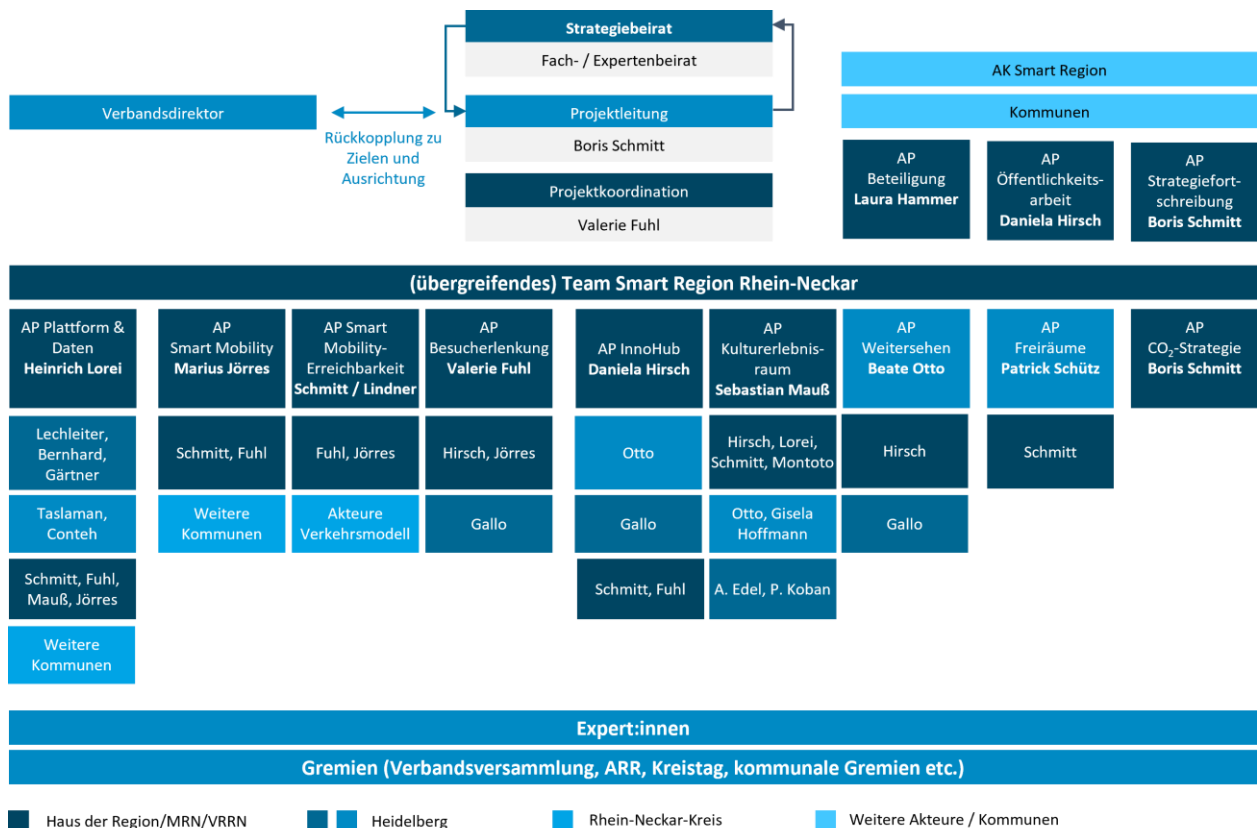 Strategiebeirat
Fach- / Expertenbeirat
Verbandsdirektor
Rückkopplung zu
Zielen und
Ausrichtung
Projektleitung
Boris Schmitt
Projektkoordination
Valerie Fuhl
AK Smart Region
Kommunen
AP
Beteiligung
Laura Hammer
AP
Öffentlichkeits-
arbeit
Daniela Hirsch
AP
Strategiefort-
schreibung
Boris Schmitt
(übergreifendes) Team Smart Region Rhein-Neckar
AP Plattform &
Daten
Heinrich Lorei
Lechleiter,
Bernhard,
Gärtner
Taslaman,
Conteh
Schmitt, Fuhl,
Mauß, Jörres
Weitere
Kommunen
AP
Smart Mobility
Marius Jörres
Schmitt, Fuhl
Weitere
Kommunen
AP Smart
Mobility-
Erreichbarkeit
Schmitt / Lindner
Fuhl, Jörres
Akteure
Verkehrsmodell
AP
Besucherlenkung
Valerie Fuhl
Hirsch, Jörres
Gallo
AP InnoHub
Daniela Hirsch
Otto
Gallo
Schmitt, Fuhl
AP
Kulturerlebnis-
raum
Sebastian Mauß
Hirsch, Lorei,
Schmitt, Montoto
Otto, Gisela
Hoffmann
A. Edel, P. Koban
AP
Weitersehen
Beate Otto
Hirsch
Gallo
AP
Freiräume
Patrick Schütz
Schmitt
AP
CO₂-Strategie
Boris Schmitt
Expert:innen
Gremien (Verbandsversammlung, ARR, Kreistag, kommunale Gremien etc.)
Haus der Region/MRN/VRRN
Heidelberg
Rhein-Neckar-Kreis
Weitere Akteure / Kommunen